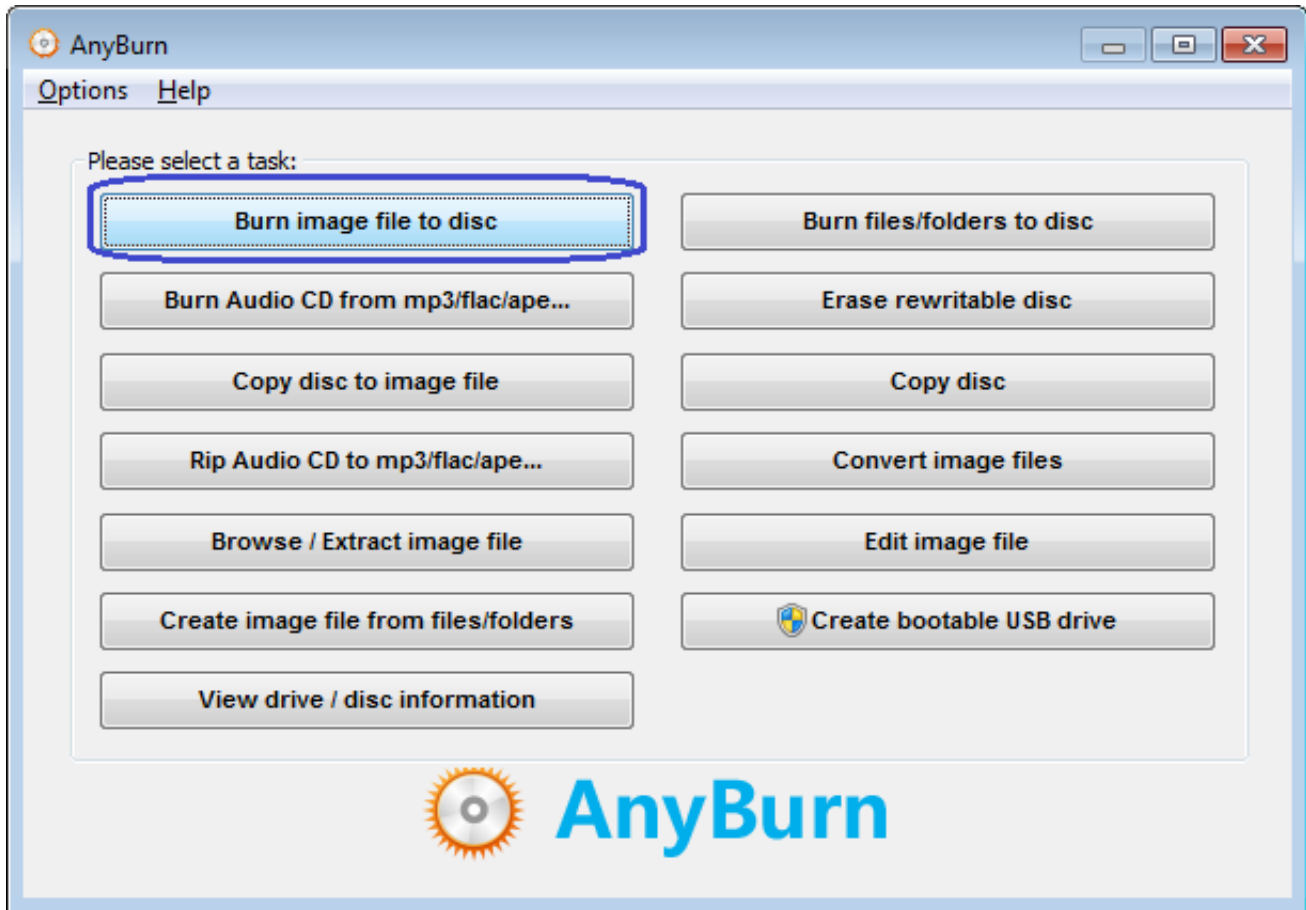 AnyBurn
Options Help
Please select a task:
Burn image file to disc
Burn files/folders to disc
Burn Audio CD from mp3/flac/ape...
Erase rewritable disc
Copy disc to image file
Copy disc
Rip Audio CD to mp3/flac/ape...
Convert image files
Browse / Extract image file
Edit image file
Create image file from files/folders
Create bootable USB drive
View drive / disc information
AnyBurn